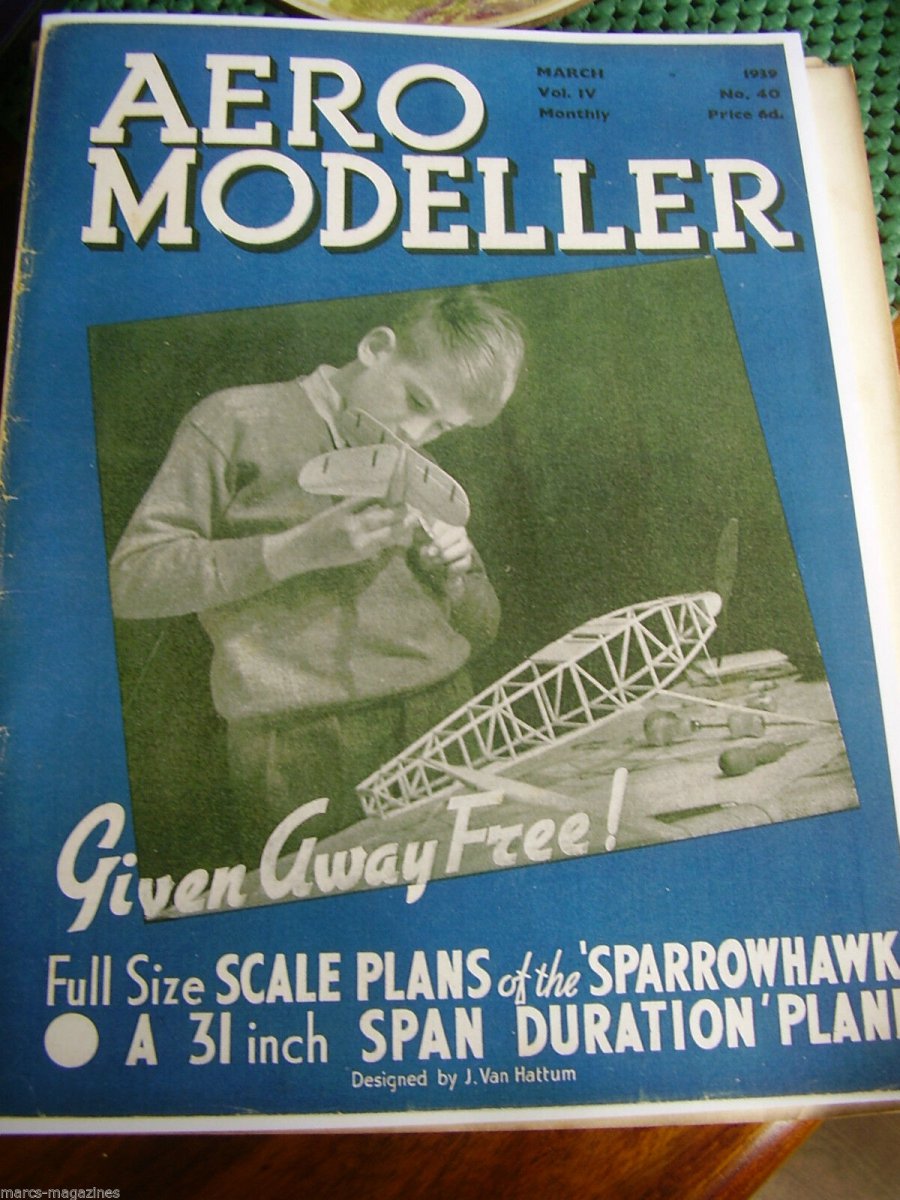 AERO
MODELLER
MARCH 1939
Vol. IV No. 40
Monthly Price 6d.
Given Away Free!
Full Size SCALE PLANS of the 'SPARROWHAWK
A 31 inch SPAN DURATION 'PLANE
Designed by J. Van Hattum
marcs-magazines